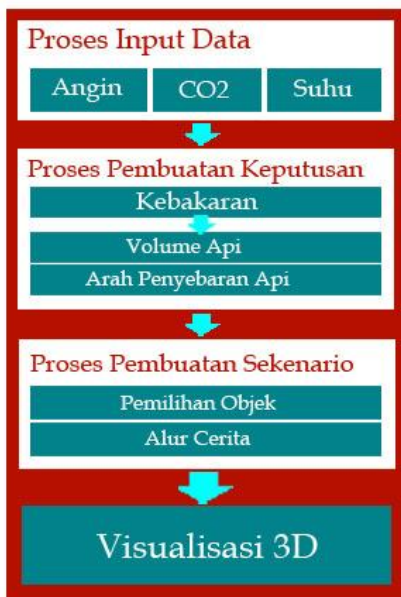 Proses Input Data
Angin CO2 Suhu
Proses Pembuatan Keputusan
Kebakaran
Volume Api
Arah Penyebaran Api
Proses Pembuatan Sekenario
Pemilihan Objek
Alur Cerita
Visualisasi 3D